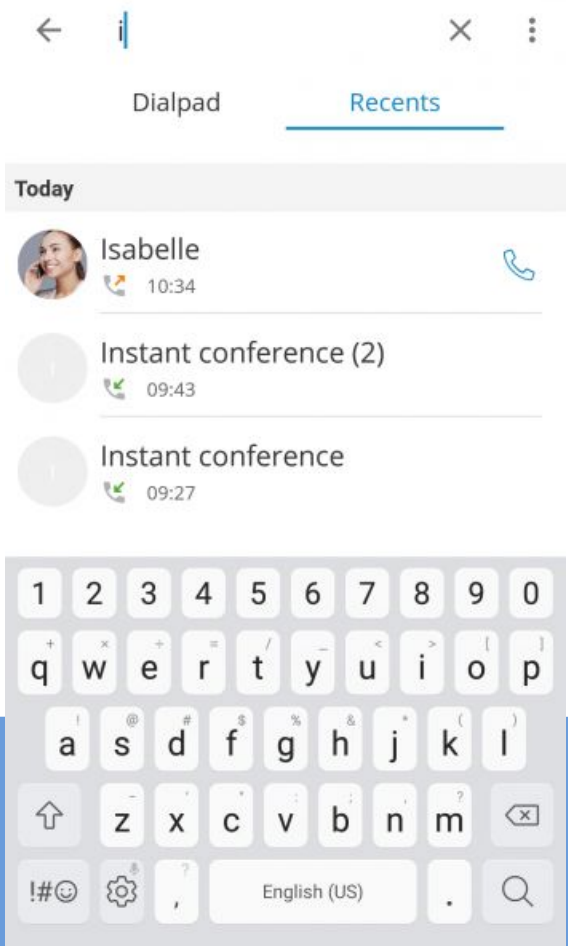 i
Dialpad Recents
Today
Isabelle
10:34
Instant conference (2)
09:43
Instant conference
09:27
1 2 3 4 5 6 7 8 9 0
+ × ÷ = / _ < > [ ]
q w e r t y u i o p
! @ # $ % & * ( )
a s d f g h j k l
- ' " : ; , ?
z x c v b n m
!#☺ , ? English (US) .